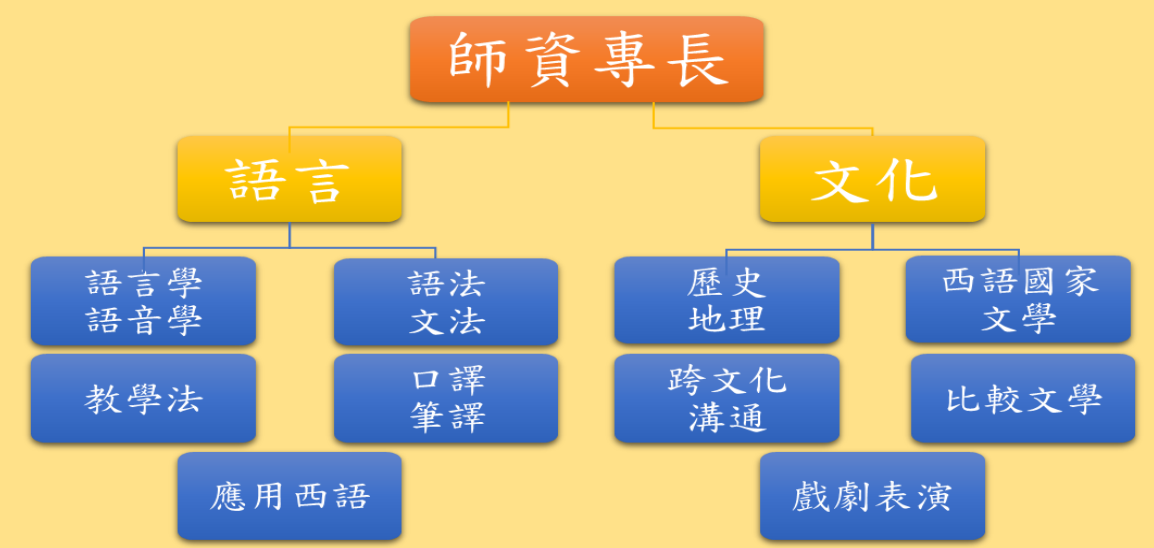 師資專長
語言
文化
語言學
語音學
語法
文法
歷史
地理
西語國家
文學
教學法
口譯
筆譯
跨文化
溝通
比較文學
應用西語
戲劇表演